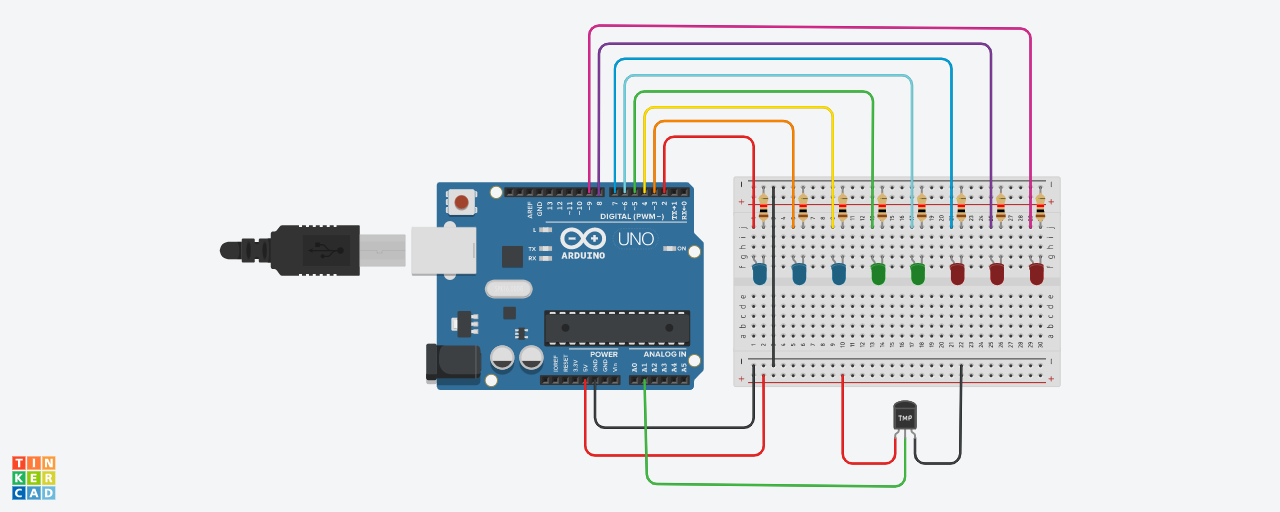 AREF
GND
13
12
~11
~10
~9
8
7
~6
~5
4
~3
2
TX→1
RX←0
DIGITAL (PWM~)
L
TX
RX
UNO
ON
ARDUINO
POWER
ANALOG IN
IOREF
RESET
3.3V
5V
GND
GND
Vin
A0
A1
A2
A3
A4
A5
TMP
j
i
h
g
f
e
d
c
b
a
TIN
KER
CAD